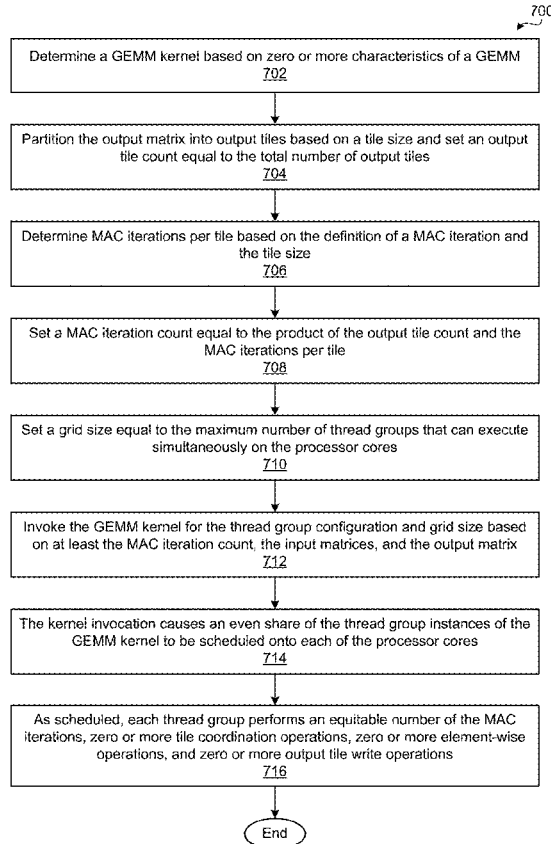 700
Determine a GEMM kernel based on zero or more characteristics of a GEMM
702
Partition the output matrix into output tiles based on a tile size and set an output
tile count equal to the total number of output tiles
704
Determine MAC iterations per tile based on the definition of a MAC iteration and
the tile size
706
Set a MAC iteration count equal to the product of the output tile count and the
MAC iterations per tile
708
Set a grid size equal to the maximum number of thread groups that can execute
simultaneously on the processor cores
710
Invoke the GEMM kernel for the thread group configuration and grid size based
on at least the MAC iteration count, the input matrices, and the output matrix
712
The kernel invocation causes an even share of the thread group instances of the
GEMM kernel to be scheduled onto each of the processor cores
714
As scheduled, each thread group performs an equitable number of the MAC
iterations, zero or more tile coordination operations, zero or more element-wise
operations, and zero or more output tile write operations
716
End